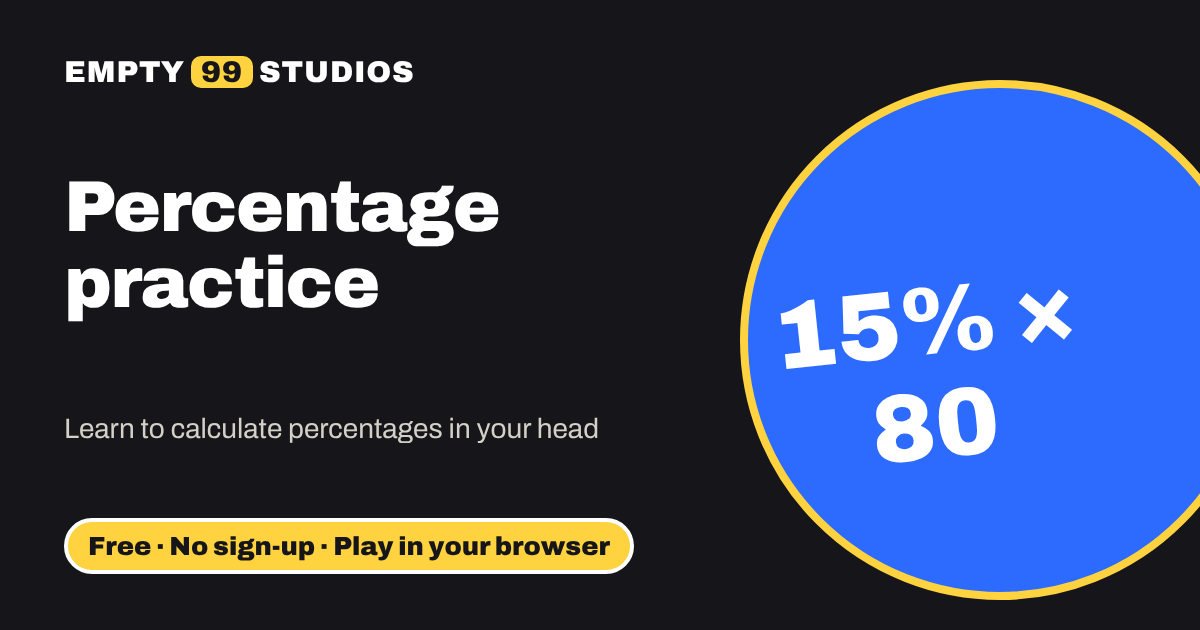 EMPTY 99 STUDIOS
Percentage
practice
Learn to calculate percentages in your head
Free · No sign-up · Play in your browser
15% ×
80